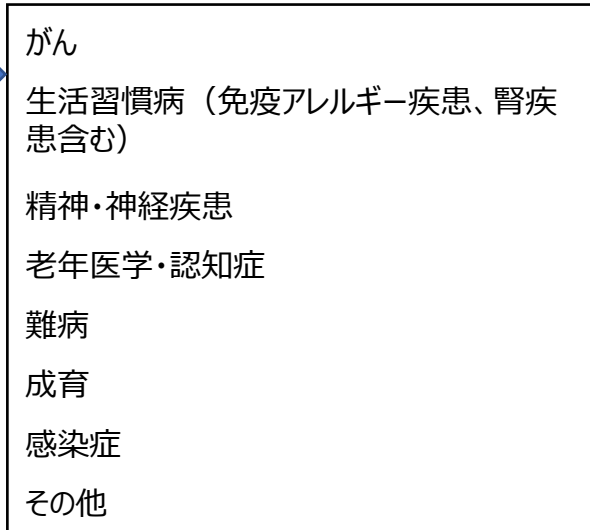 がん
生活習慣病（免疫アレルギー疾患、腎疾
患含む）
精神・神経疾患
老年医学・認知症
難病
成育
感染症
その他